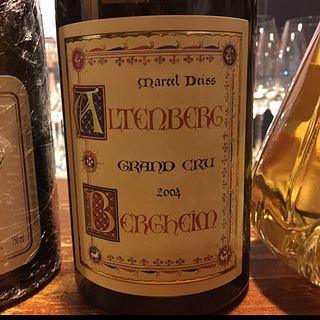 Marcel Deiss
ALTENBERG
GRAND CRU
2004
BERGHEIM